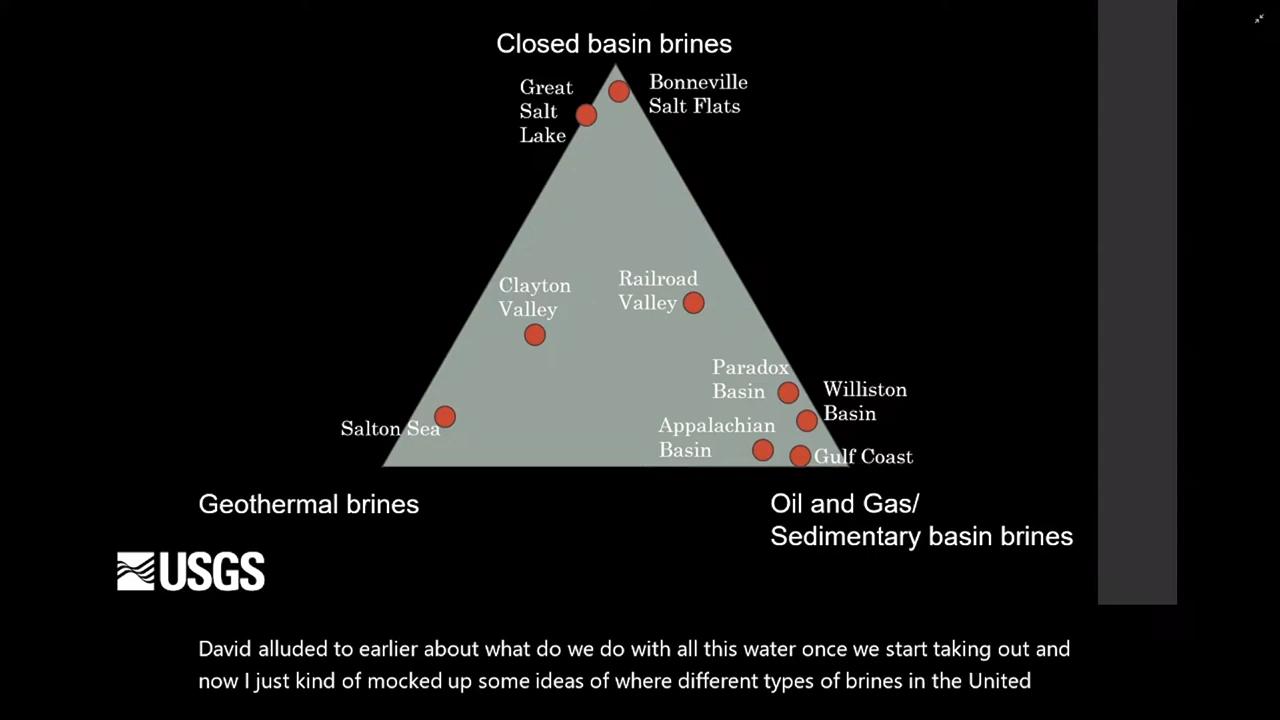 Closed basin brines
Great
Salt
Lake
Bonneville
Salt Flats
Clayton
Valley
Railroad
Valley
Paradox
Basin
Williston
Basin
Salton Sea
Appalachian
Basin
Gulf Coast
Geothermal brines
Oil and Gas/
Sedimentary basin brines
USGS
David alluded to earlier about what do we do with all this water once we start taking out and
now I just kind of mocked up some ideas of where different types of brines in the United